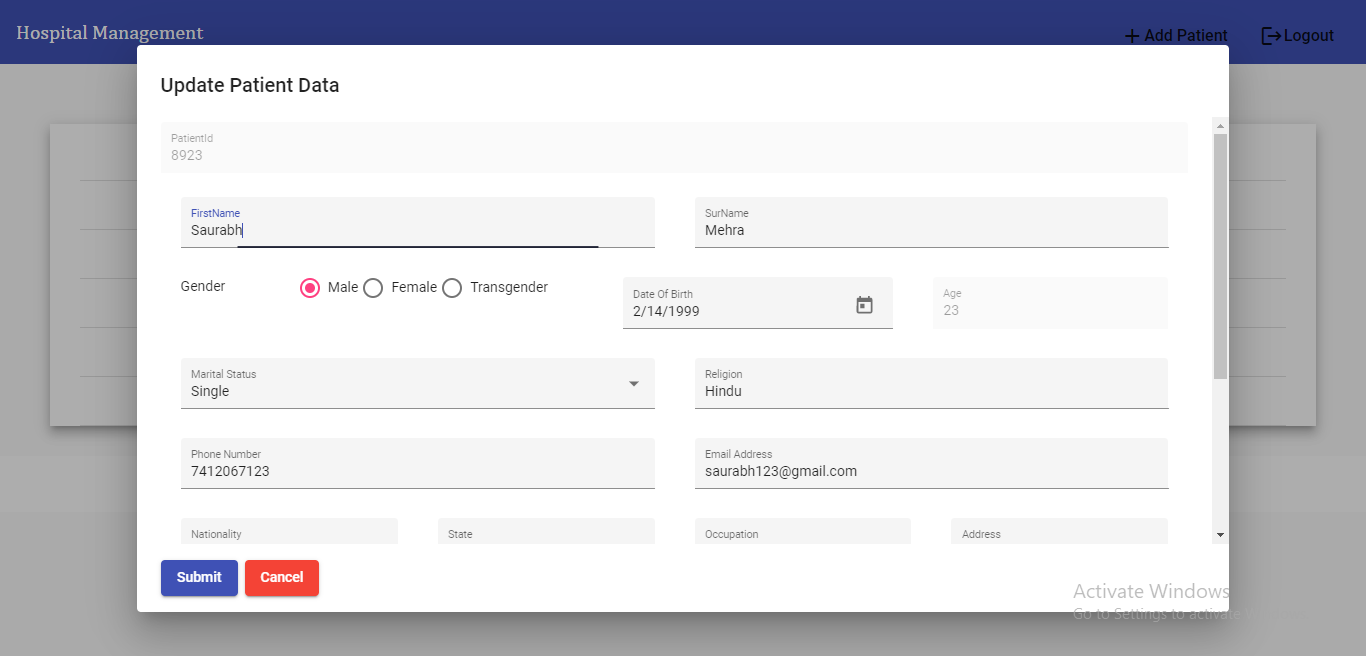 Hospital Management
Add Patient
Logout
Update Patient Data
PatientId
8923
FirstName
Saurabh
SurName
Mehra
Gender
Male Female Transgender
Date Of Birth
2/14/1999
Age
23
Marital Status
Single
Religion
Hindu
Phone Number
7412067123
Email Address
saurabh123@gmail.com
Nationality
State
Occupation
Address
Submit
Cancel
Activate Windows
Go to Settings to activate